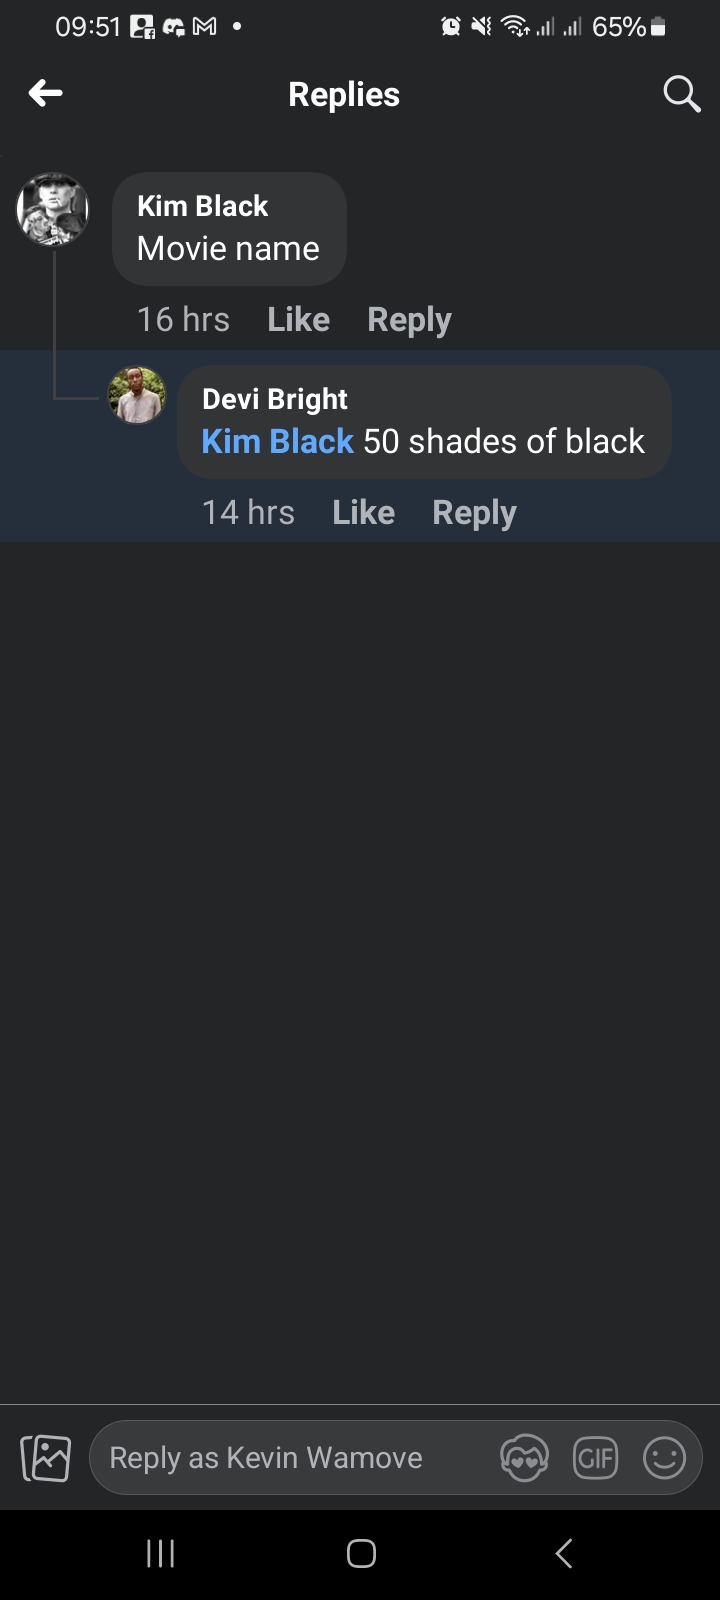 09:51 65%
Replies
Kim Black
Movie name
16 hrs Like Reply
Devi Bright
Kim Black 50 shades of black
14 hrs Like Reply
Reply as Kevin Wamove GIF